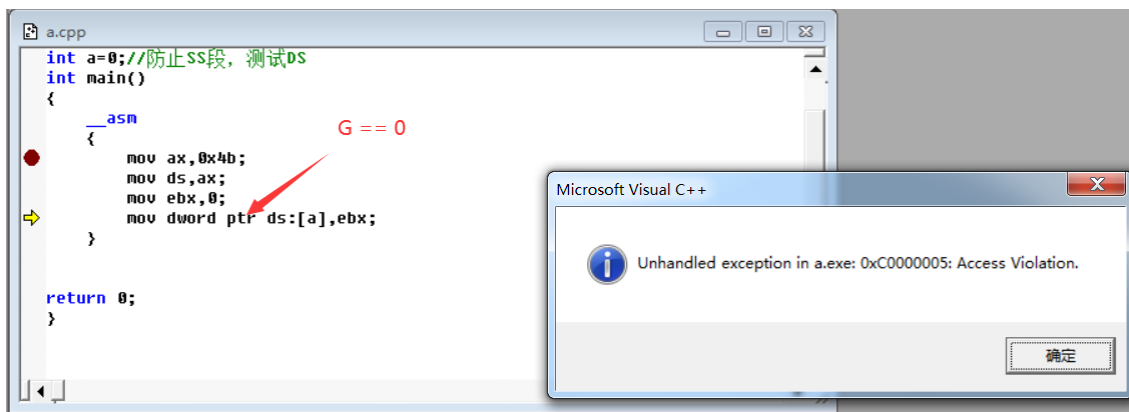 a.cpp
int a=0;//防止SS段，测试DS
int main()
{
__asm
{
G == 0
mov ax,0x4b;
mov ds,ax;
mov ebx,0;
mov dword ptr ds:[a],ebx;
}
return 0;
}
Microsoft Visual C++
Unhandled exception in a.exe: 0xC0000005: Access Violation.
确定